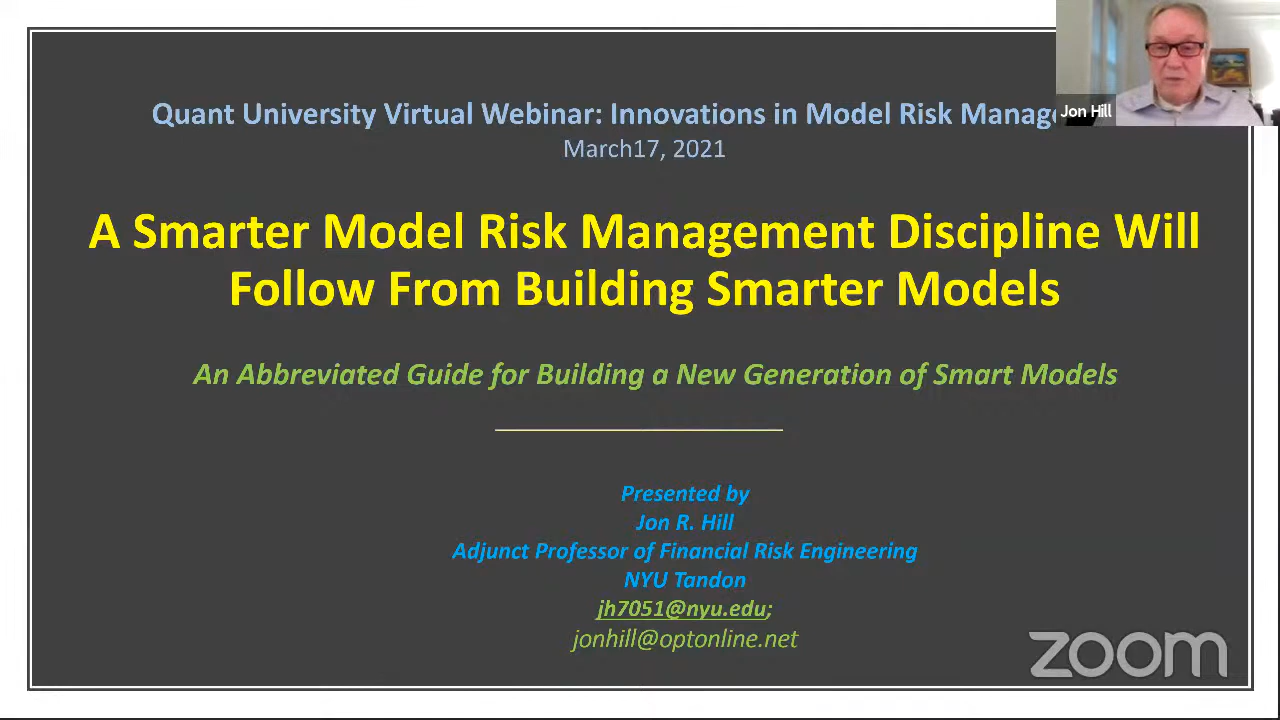 Quant University Virtual Webinar: Innovations in Model Risk Manage
Jon Hill
March17, 2021
A Smarter Model Risk Management Discipline Will
Follow From Building Smarter Models
An Abbreviated Guide for Building a New Generation of Smart Models
Presented by
Jon R. Hill
Adjunct Professor of Financial Risk Engineering
NYU Tandon
jh7051@nyu.edu;
jonhill@optonline.net
zoom